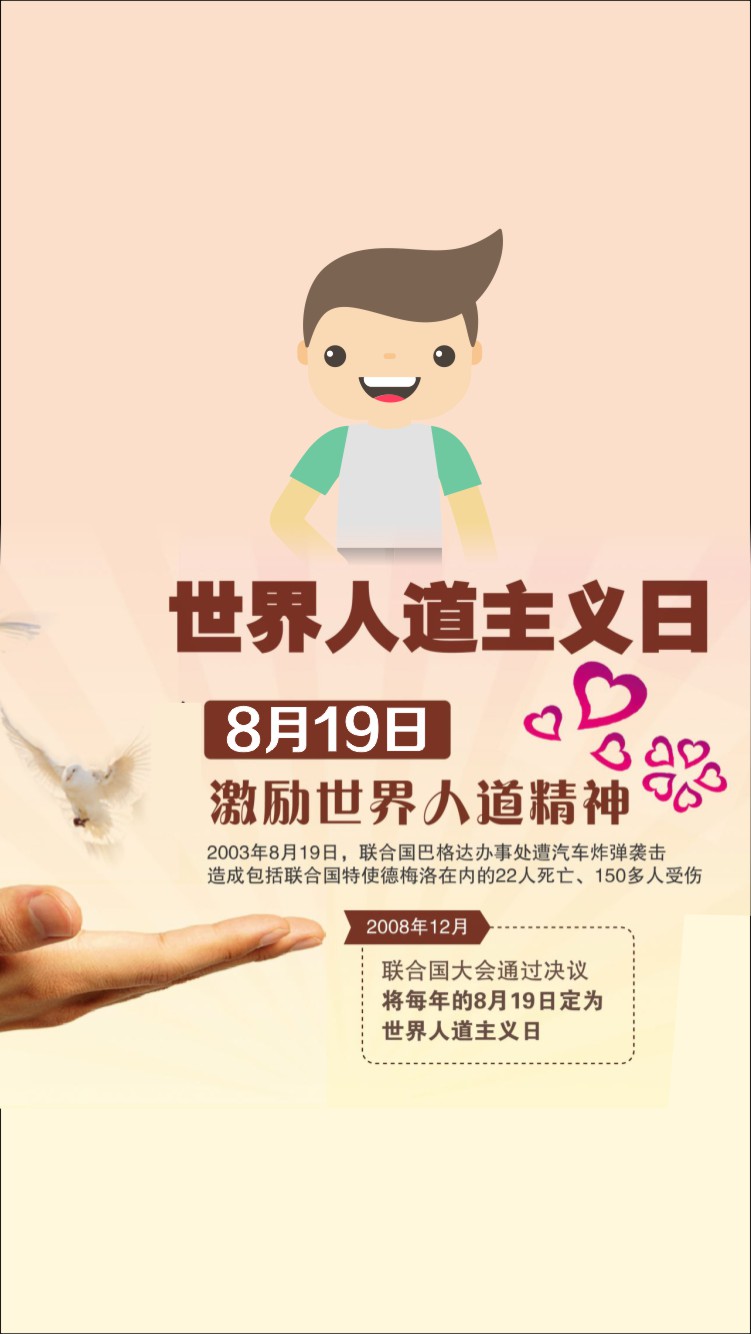 世界人道主义日
8月19日
激励世界人道精神
2003年8月19日，联合国巴格达办事处遭汽车炸弹袭击
造成包括联合国特使德梅洛在内的22人死亡、150多人受伤
2008年12月
联合国大会通过决议
将每年的8月19日定为
世界人道主义日